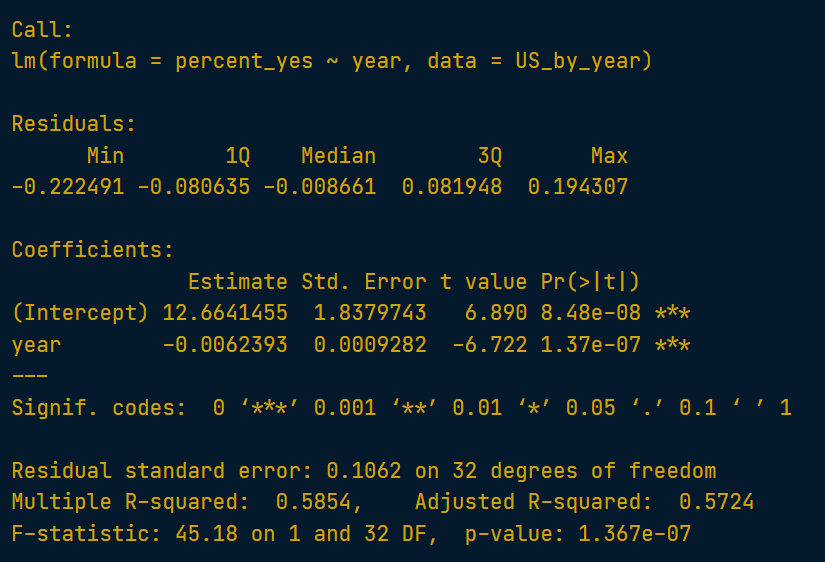 Call:
lm(formula = percent_yes ~ year, data = US_by_year)

Residuals:
      Min        1Q    Median        3Q       Max
-0.222491 -0.080635 -0.008661  0.081948  0.194307

Coefficients:
              Estimate Std. Error t value Pr(>|t|)
(Intercept) 12.6641455  1.8379743   6.890 8.48e-08 ***
year        -0.0062393  0.0009282  -6.722 1.37e-07 ***
---
Signif. codes:  0 ‘***’ 0.001 ‘**’ 0.01 ‘*’ 0.05 ‘.’ 0.1 ‘ ’ 1

Residual standard error: 0.1062 on 32 degrees of freedom
Multiple R-squared:  0.5854,    Adjusted R-squared:  0.5724
F-statistic: 45.18 on 1 and 32 DF,  p-value: 1.367e-07